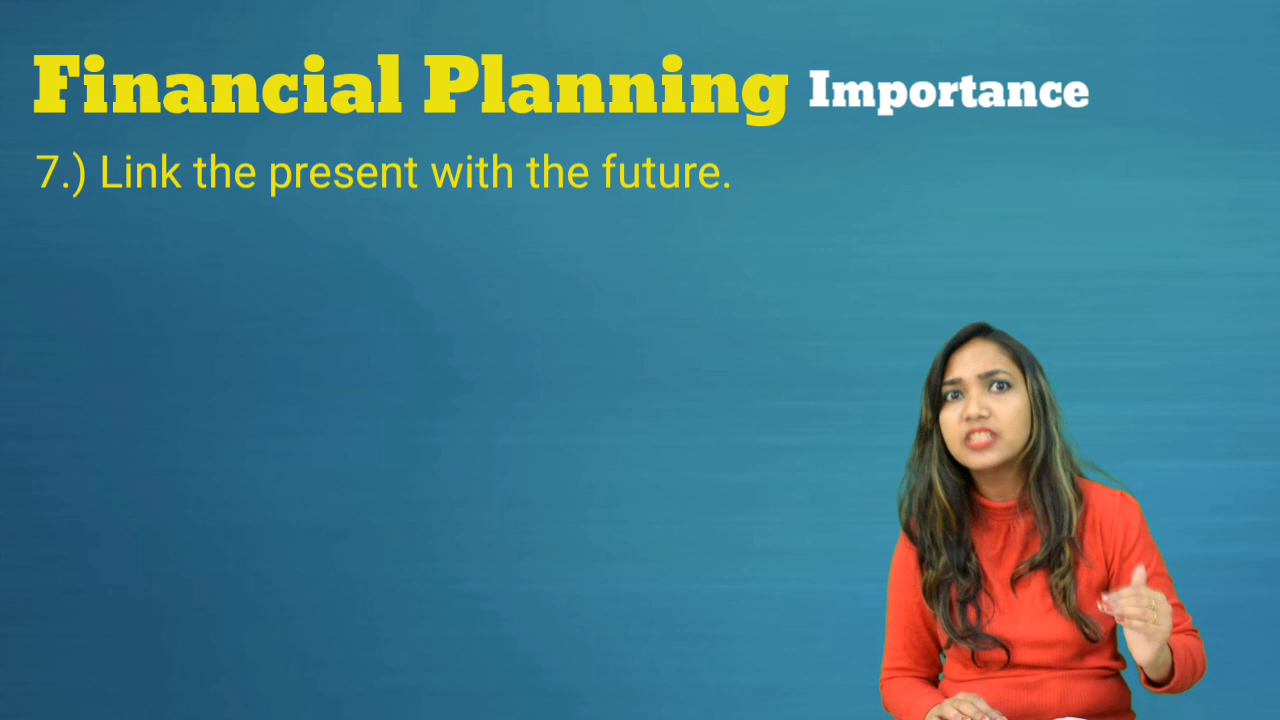 Financial Planning Importance
7.) Link the present with the future.